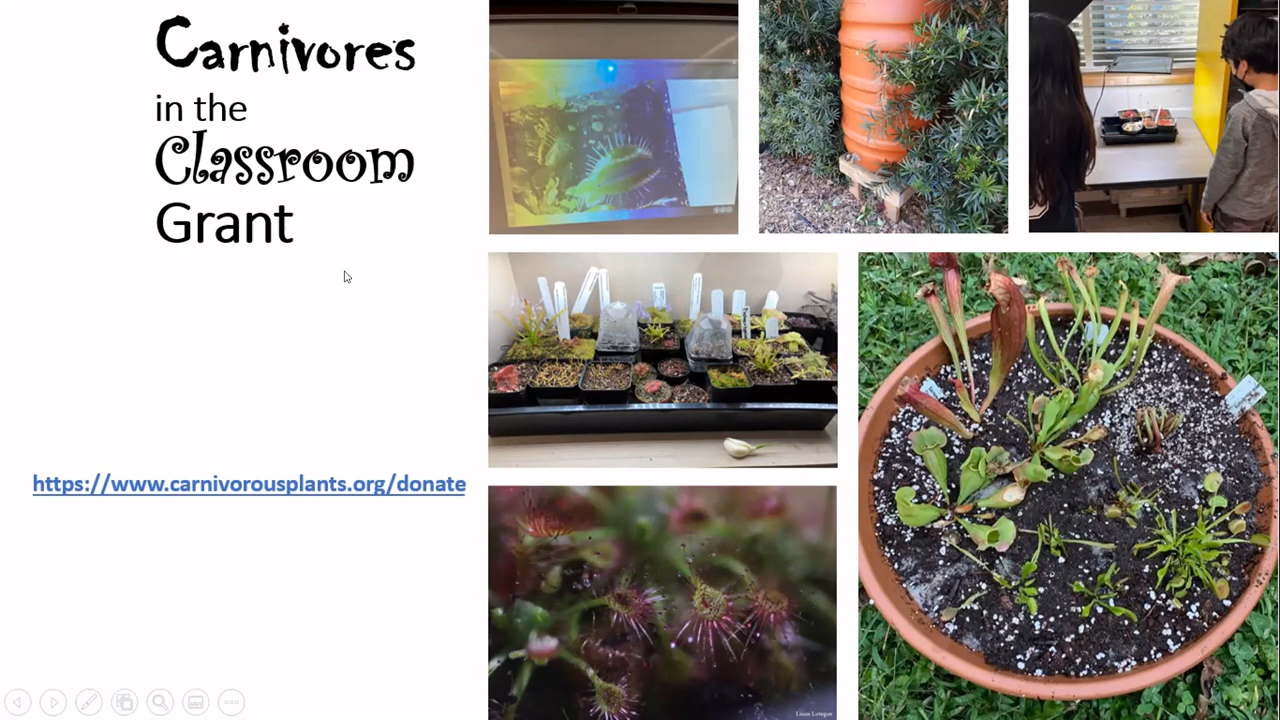 Carnivores
in the
Classroom
Grant
https://www.carnivorousplants.org/donate